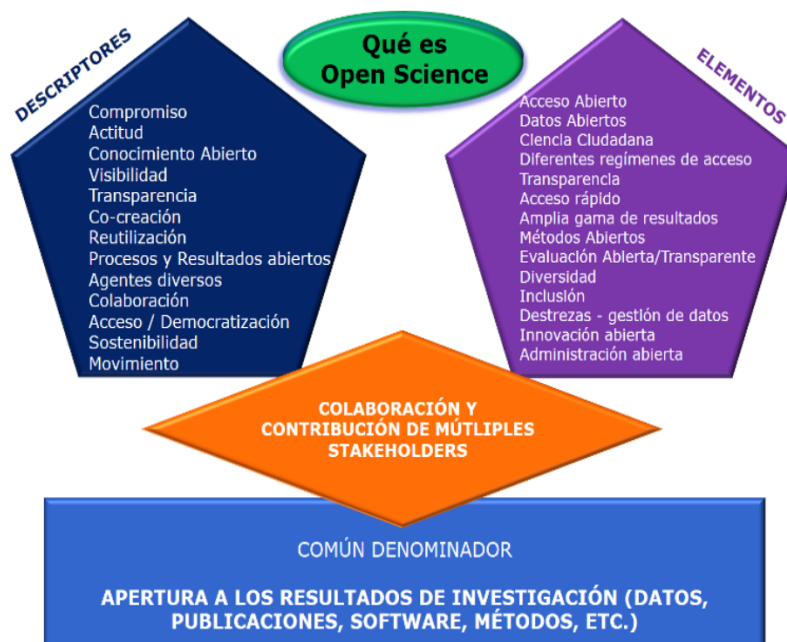 Qué es
Open Science
DESCRIPTORES
Compromiso
Actitud
Conocimiento Abierto
Visibilidad
Transparencia
Co-creación
Reutilización
Procesos y Resultados abiertos
Agentes diversos
Colaboración
Acceso / Democratización
Sostenibilidad
Movimiento
ELEMENTOS
Acceso Abierto
Datos Abiertos
Ciencia Ciudadana
Diferentes regímenes de acceso
Transparencia
Acceso rápido
Amplia gama de resultados
Métodos Abiertos
Evaluación Abierta/Transparente
Diversidad
Inclusión
Destrezas - gestión de datos
Innovación abierta
Administración abierta
COLABORACIÓN Y
CONTRIBUCIÓN DE MÚTLIPLES
STAKEHOLDERS
COMÚN DENOMINADOR
APERTURA A LOS RESULTADOS DE INVESTIGACIÓN (DATOS,
PUBLICACIONES, SOFTWARE, MÉTODOS, ETC.)